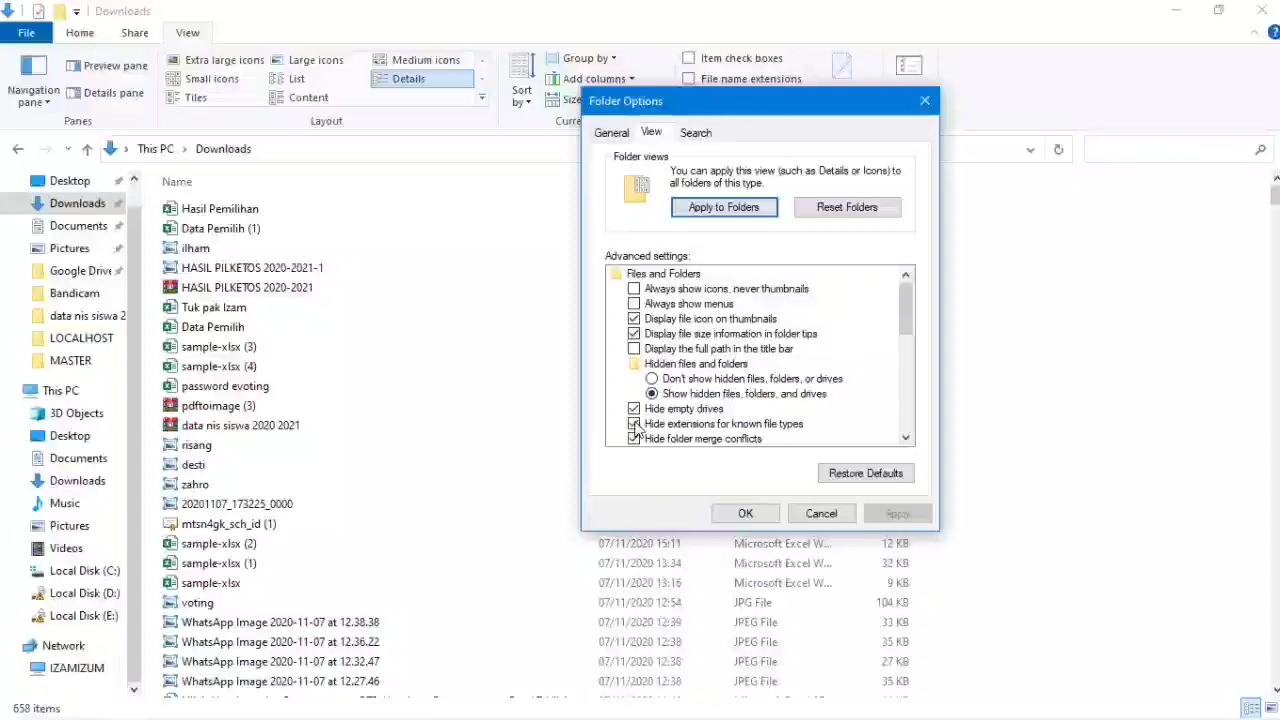 Downloads
File Home Share View
Preview pane
Navigation pane
Details pane
Extra large icons Large icons Medium icons
Small icons List Details
Tiles Content
Sort by
Group by
Add columns
Item check boxes
File name extensions
Panes Layout
This PC Downloads
Folder Options
General View Search
Folder views
You can apply this view (such as Details or Icons) to
all folders of this type.
Apply to Folders Reset Folders
Advanced settings:
Files and Folders
Always show icons, never thumbnails
Always show menus
Display file icon on thumbnails
Display file size information in folder tips
Display the full path in the title bar
Hidden files and folders
Don't show hidden files, folders, or drives
Show hidden files, folders, and drives
Hide empty drives
Hide extensions for known file types
Hide folder merge conflicts
Restore Defaults
OK Cancel Apply
Desktop
Downloads
Documents
Pictures
Google Drive
Bandicam
data nis siswa 2
LOCALHOST
MASTER
This PC
3D Objects
Desktop
Documents
Downloads
Music
Pictures
Videos
Local Disk (C:)
Local Disk (D:)
Local Disk (E:)
Network
IZAMIZUM
Name
Hasil Pemilihan
Data Pemilih (1)
ilham
HASIL PILKETOS 2020-2021-1
HASIL PILKETOS 2020-2021
Tuk pak Izam
Data Pemilih
sample-xlsx (3)
sample-xlsx (4)
password evoting
pdftoimage (3)
data nis siswa 2020 2021
risang
desti
zahro
20201107_173225_0000
mtsn4gk_sch_id (1)
sample-xlsx (2) 07/11/2020 15:11 Microsoft Excel W... 12 KB
sample-xlsx (1) 07/11/2020 13:34 Microsoft Excel W... 32 KB
sample-xlsx 07/11/2020 13:16 Microsoft Excel W... 9 KB
voting 07/11/2020 12:54 JPG File 104 KB
WhatsApp Image 2020-11-07 at 12.38.38 07/11/2020 12:39 JPEG File 33 KB
WhatsApp Image 2020-11-07 at 12.36.22 07/11/2020 12:38 JPEG File 35 KB
WhatsApp Image 2020-11-07 at 12.32.47 07/11/2020 12:38 JPEG File 27 KB
WhatsApp Image 2020-11-07 at 12.27.46 07/11/2020 12:38 JPEG File 35 KB
658 items